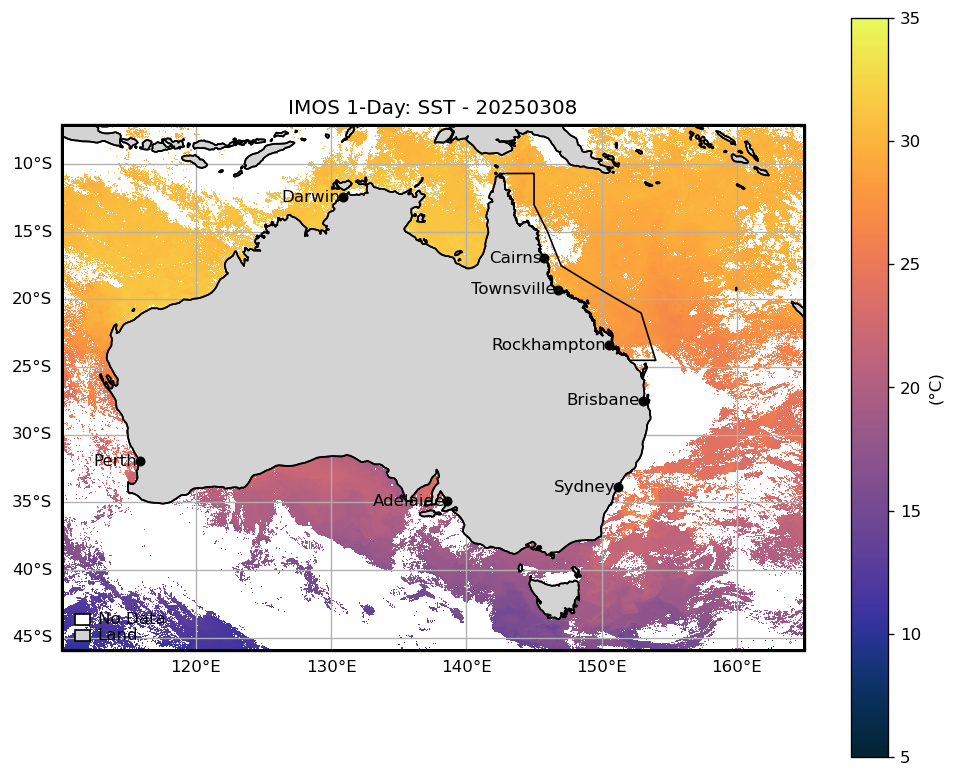 IMOS 1-Day: SST - 20250308
35
30
25
20
15
10
5
(°C)
10°S
15°S
20°S
25°S
30°S
35°S
40°S
45°S
Darwin
Cairns
Townsville
Rockhampton
Brisbane
Perth
Sydney
Adelaide
No Data
Land
120°E
130°E
140°E
150°E
160°E